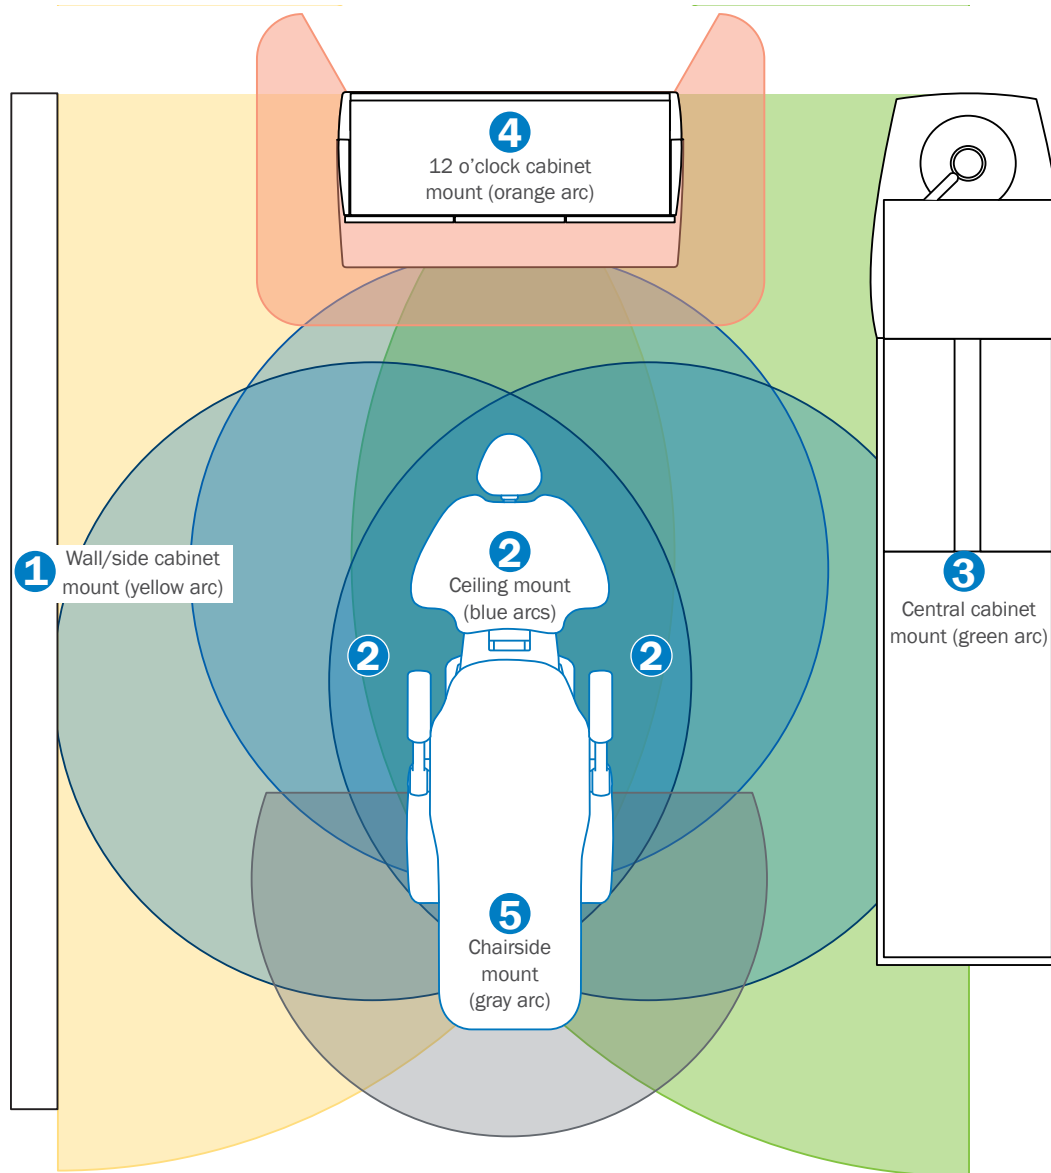 4
12 o’clock cabinet
mount (orange arc)
1
Wall/side cabinet
mount (yellow arc)
2
Ceiling mount
(blue arcs)
3
Central cabinet
mount (green arc)
2
2
5
Chairside
mount
(gray arc)